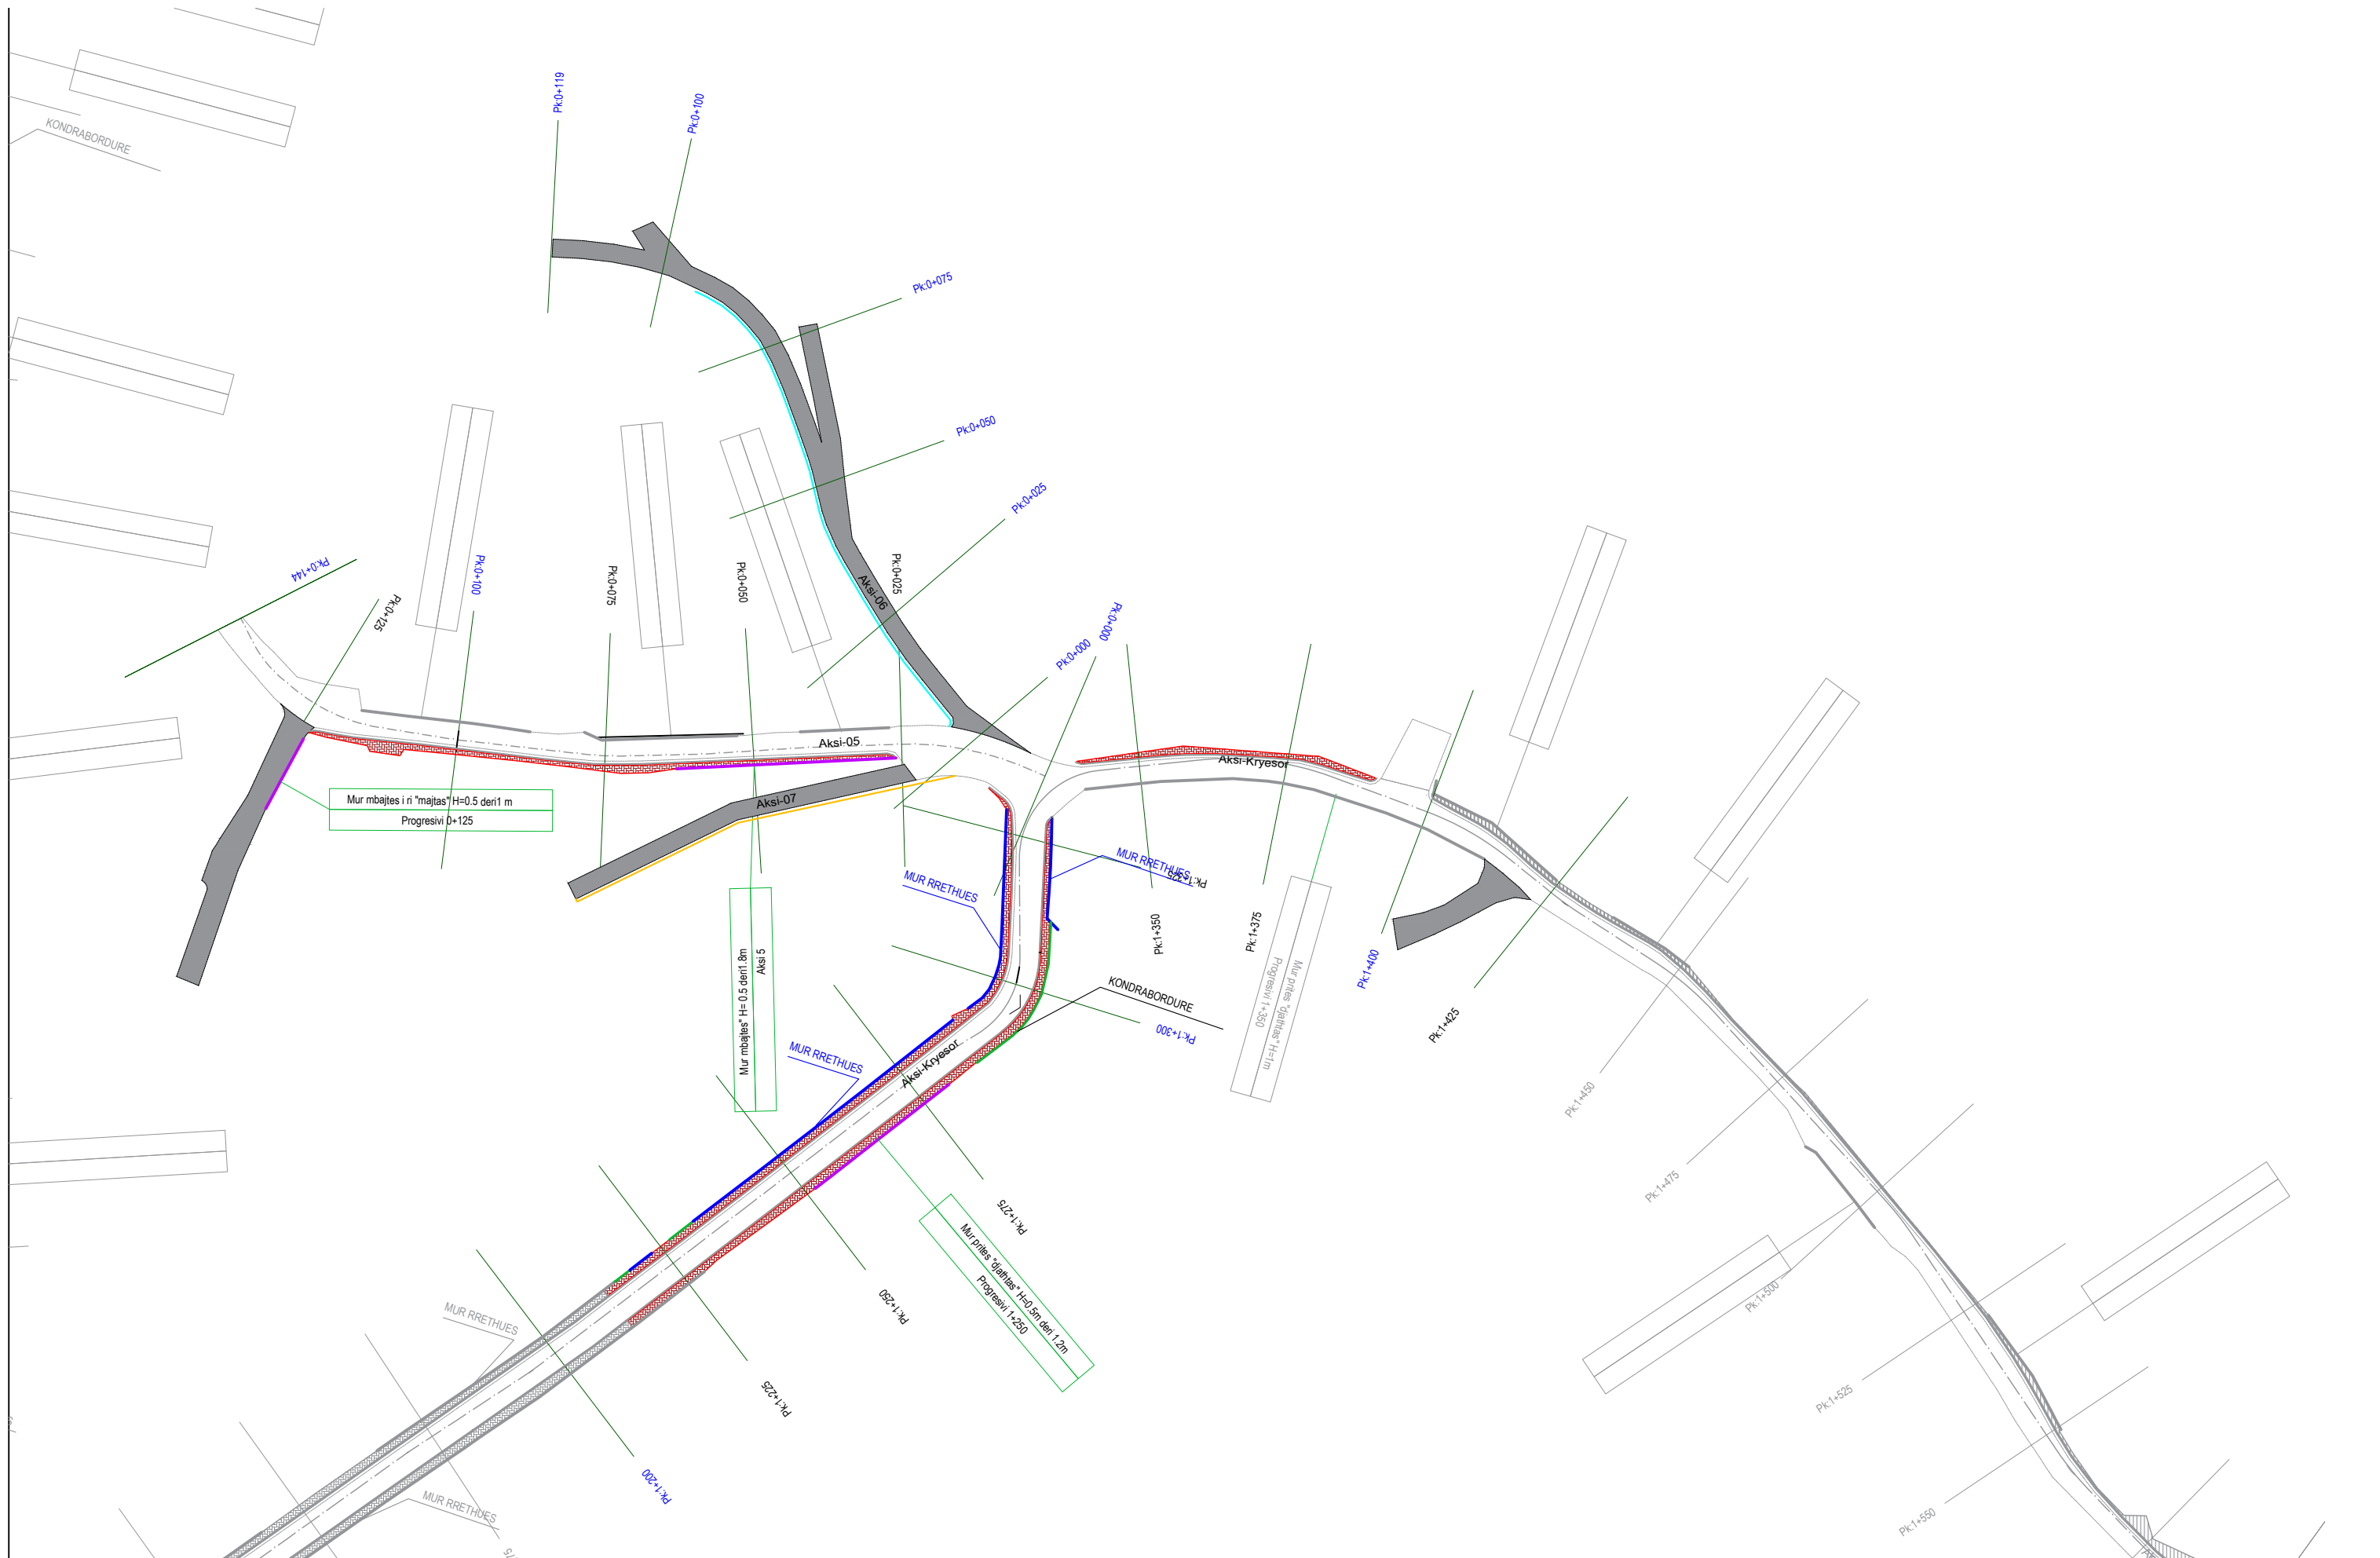 KONDRABORDURE
Pk:0+119
Pk:0+100
Pk:0+075
Pk:0+050
Pk:0+025
Pk:0+000
Pk:0+000
Aksi-06
Pk:0+144
Pk:0+125
Pk:0+100
Pk:0+075
Pk:0+050
Pk:0+025
Aksi-05
Aksi-Kryesor
Aksi-07
Mur mbajtes i ri "majtas" H=0.5 deri1 m
Progresivi 0+125
Mur mbajtes" H= 0.5 deri1.8m
Aksi 5
MUR RRETHUES
MUR RRETHUES
Pk:1+325
Pk:1+350
Pk:1+375
Pk:1+400
Pk:1+425
Mur prites "djathtas" H=1m
Progresivi 1+350
KONDRABORDURE
Pk:1+300
MUR RRETHUES
Aksi-Kryesor
Pk:1+450
Pk:1+475
Pk:1+500
Pk:1+525
Pk:1+550
Pk:1+275
Mur prites "djathtas" H=0.5m deri 1.2m
Progresivi 1+250
Pk:1+250
Pk:1+225
Pk:1+200
MUR RRETHUES
MUR RRETHUES